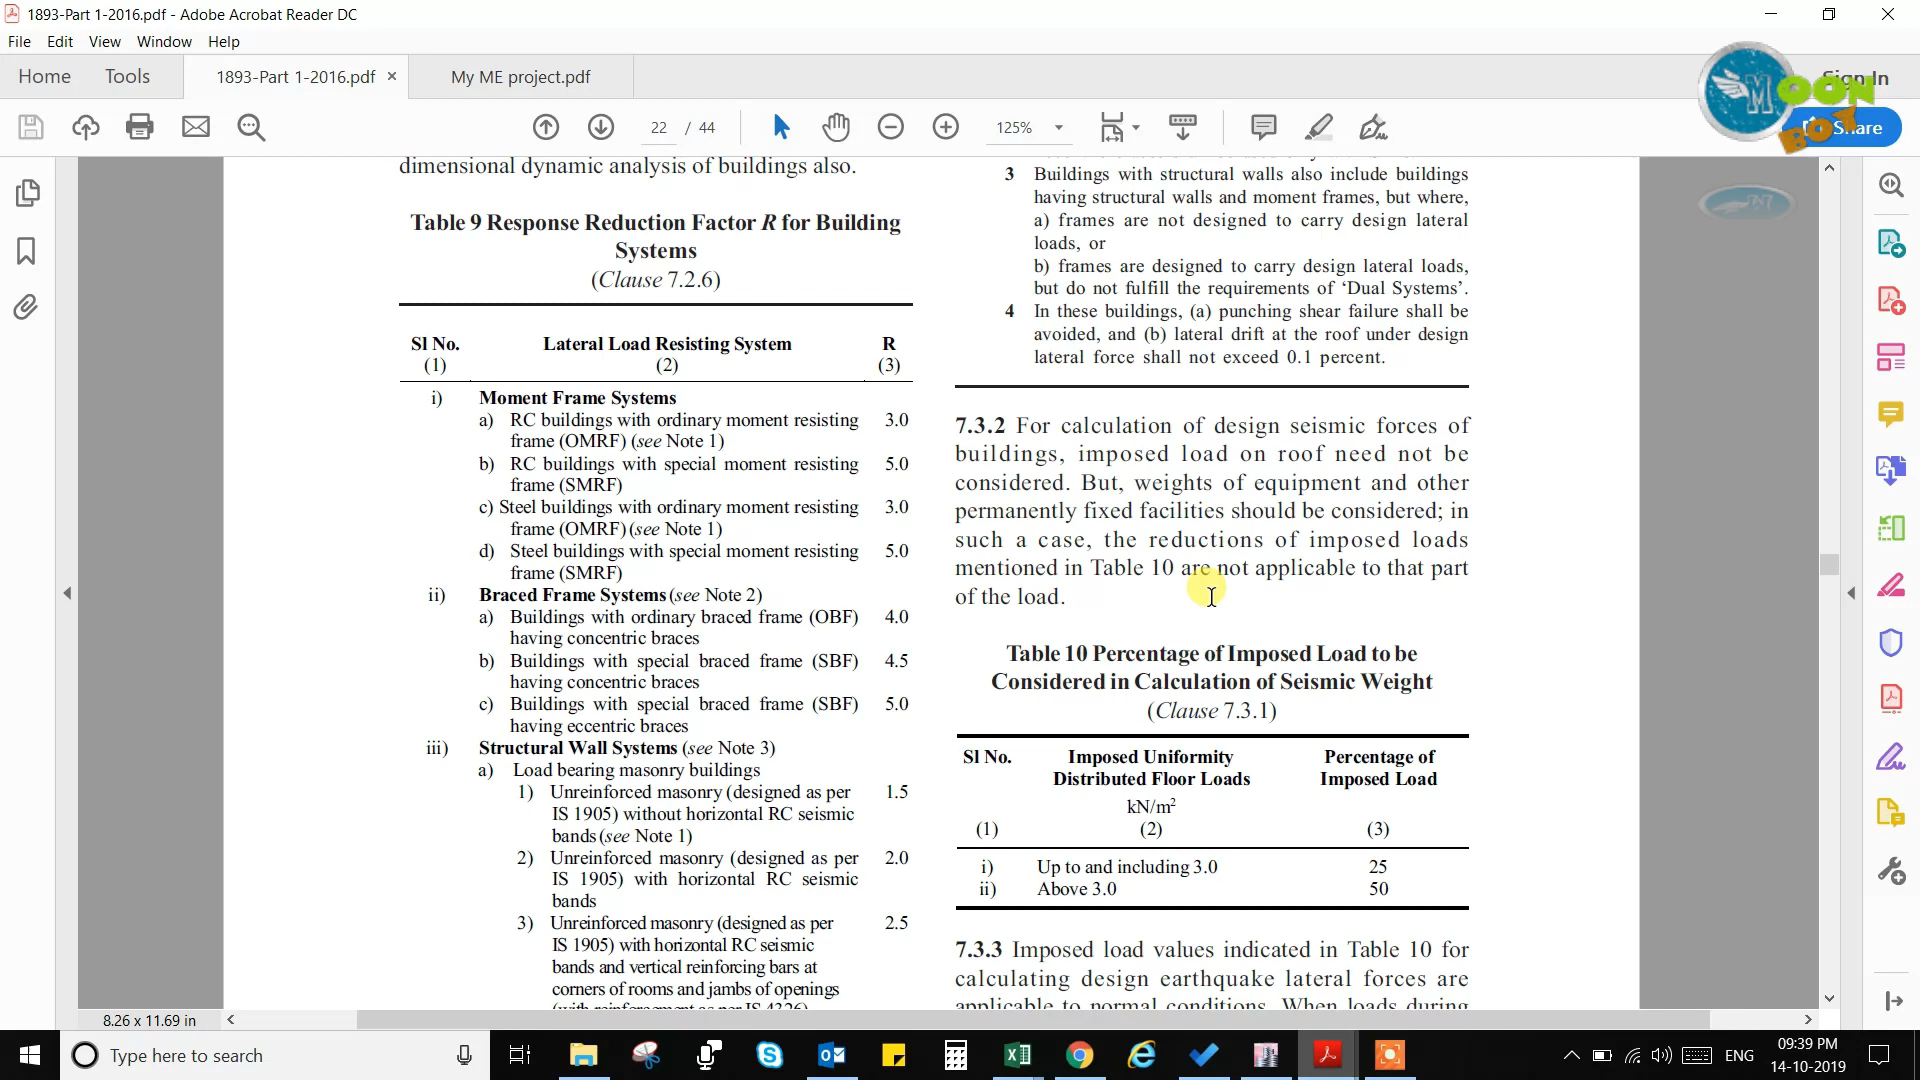 1893-Part 1-2016.pdf - Adobe Acrobat Reader DC
File Edit View Window Help
Home Tools 1893-Part 1-2016.pdf × My ME project.pdf Sign In
22 / 44 125% Share
MOON BOT
dimensional dynamic analysis of buildings also.
Table 9 Response Reduction Factor R for Building
Systems
(Clause 7.2.6)
Sl No. Lateral Load Resisting System R
(1) (2) (3)
i) Moment Frame Systems
a) RC buildings with ordinary moment resisting 3.0
frame (OMRF) (see Note 1)
b) RC buildings with special moment resisting 5.0
frame (SMRF)
c) Steel buildings with ordinary moment resisting 3.0
frame (OMRF) (see Note 1)
d) Steel buildings with special moment resisting 5.0
frame (SMRF)
ii) Braced Frame Systems (see Note 2)
a) Buildings with ordinary braced frame (OBF) 4.0
having concentric braces
b) Buildings with special braced frame (SBF) 4.5
having concentric braces
c) Buildings with special braced frame (SBF) 5.0
having eccentric braces
iii) Structural Wall Systems (see Note 3)
a) Load bearing masonry buildings
1) Unreinforced masonry (designed as per 1.5
IS 1905) without horizontal RC seismic
bands (see Note 1)
2) Unreinforced masonry (designed as per 2.0
IS 1905) with horizontal RC seismic
bands
3) Unreinforced masonry (designed as per 2.5
IS 1905) with horizontal RC seismic
bands and vertical reinforcing bars at
corners of rooms and jambs of openings
(with reinforcement as per IS 4326)
3 Buildings with structural walls also include buildings
having structural walls and moment frames, but where,
a) frames are not designed to carry design lateral
loads, or
b) frames are designed to carry design lateral loads,
but do not fulfill the requirements of ‘Dual Systems’.
4 In these buildings, (a) punching shear failure shall be
avoided, and (b) lateral drift at the roof under design
lateral force shall not exceed 0.1 percent.
7.3.2 For calculation of design seismic forces of
buildings, imposed load on roof need not be
considered. But, weights of equipment and other
permanently fixed facilities should be considered; in
such a case, the reductions of imposed loads
mentioned in Table 10 are not applicable to that part
of the load.
Table 10 Percentage of Imposed Load to be
Considered in Calculation of Seismic Weight
(Clause 7.3.1)
Sl No. Imposed Uniformity Percentage of
Distributed Floor Loads Imposed Load
kN/m²
(1) (2) (3)
i) Up to and including 3.0 25
ii) Above 3.0 50
7.3.3 Imposed load values indicated in Table 10 for
calculating design earthquake lateral forces are
applicable to normal conditions. When loads during
8.26 x 11.69 in
Type here to search
ENG
09:39 PM
14-10-2019